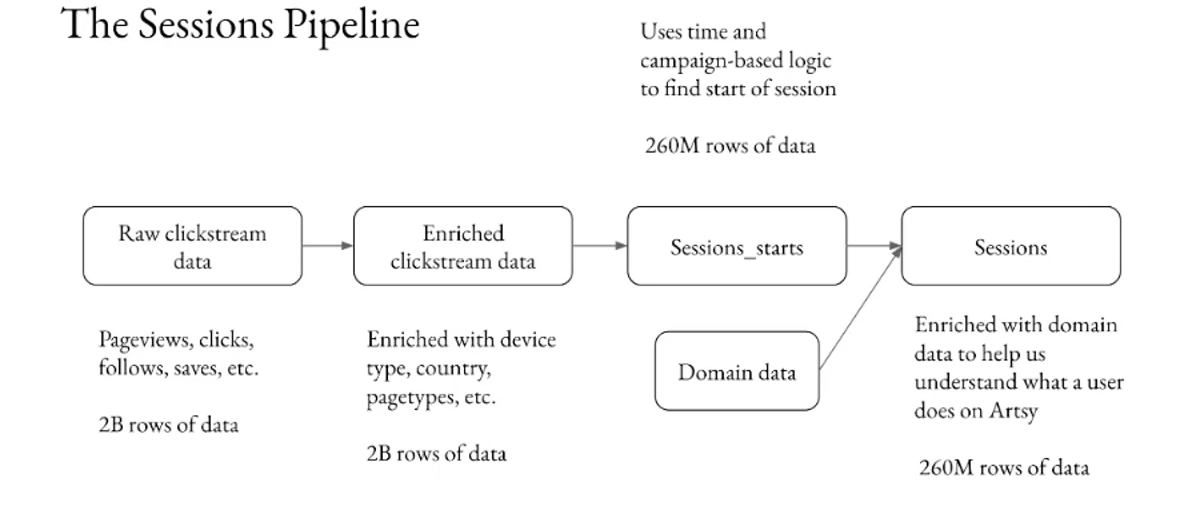 The Sessions Pipeline
Uses time and
campaign-based logic
to find start of session
260M rows of data
Raw clickstream
data
Enriched
clickstream data
Sessions_starts
Sessions
Domain data
Pageviews, clicks,
follows, saves, etc.
2B rows of data
Enriched with device
type, country,
pagetypes, etc.
2B rows of data
Enriched with domain
data to help us
understand what a user
does on Artsy
260M rows of data